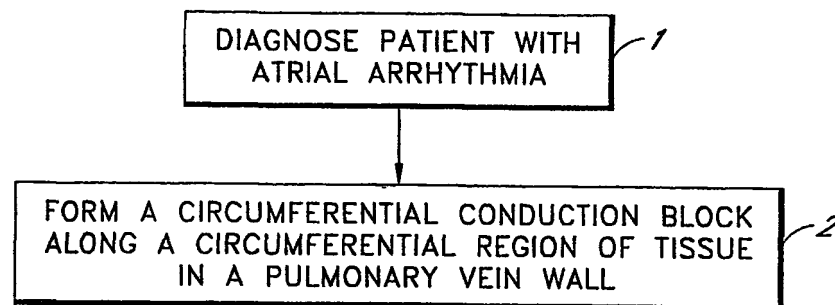 DIAGNOSE PATIENT WITH
ATRIAL ARRHYTHMIA
1
FORM A CIRCUMFERENTIAL CONDUCTION BLOCK
ALONG A CIRCUMFERENTIAL REGION OF TISSUE
IN A PULMONARY VEIN WALL
2